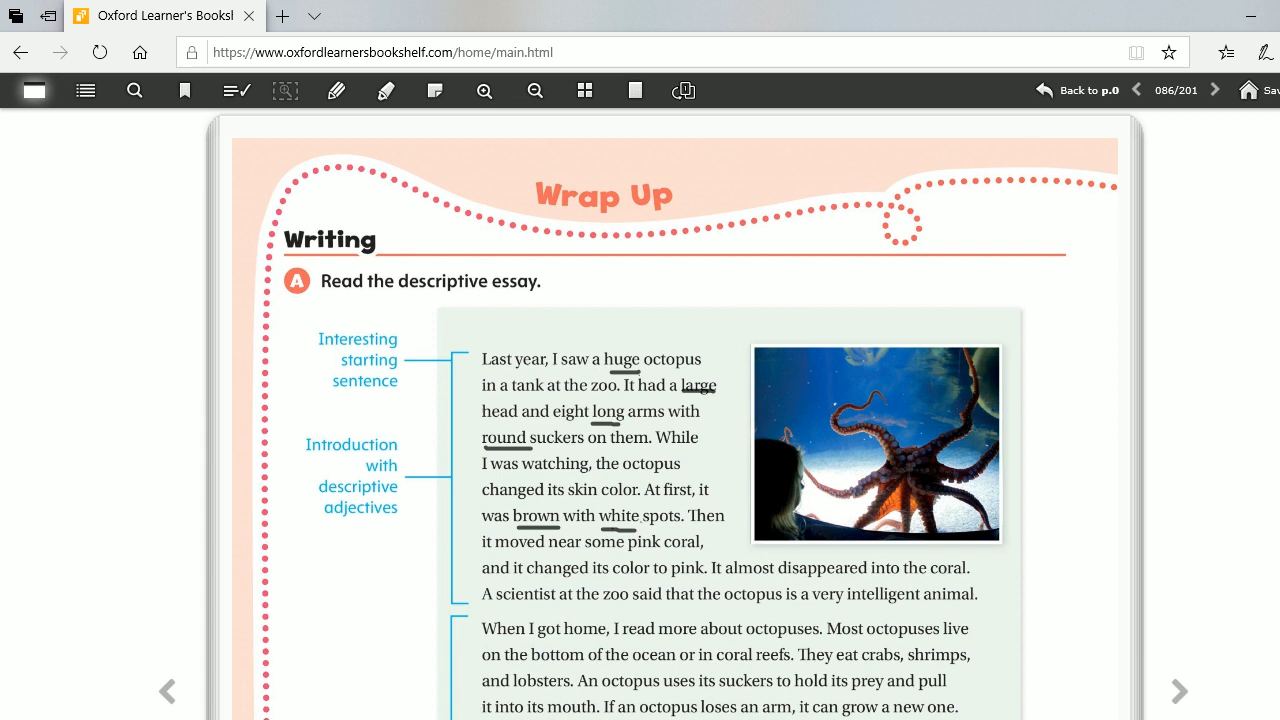 Oxford Learner's Booksl
https://www.oxfordlearnersbookshelf.com/home/main.html
Back to p.0
086/201
Sav
Wrap Up
Writing
A Read the descriptive essay.
Interesting
starting
sentence
Introduction
with
descriptive
adjectives
Last year, I saw a huge octopus
in a tank at the zoo. It had a large
head and eight long arms with
round suckers on them. While
I was watching, the octopus
changed its skin color. At first, it
was brown with white spots. Then
it moved near some pink coral,
and it changed its color to pink. It almost disappeared into the coral.
A scientist at the zoo said that the octopus is a very intelligent animal.
When I got home, I read more about octopuses. Most octopuses live
on the bottom of the ocean or in coral reefs. They eat crabs, shrimps,
and lobsters. An octopus uses its suckers to hold its prey and pull
it into its mouth. If an octopus loses an arm, it can grow a new one.